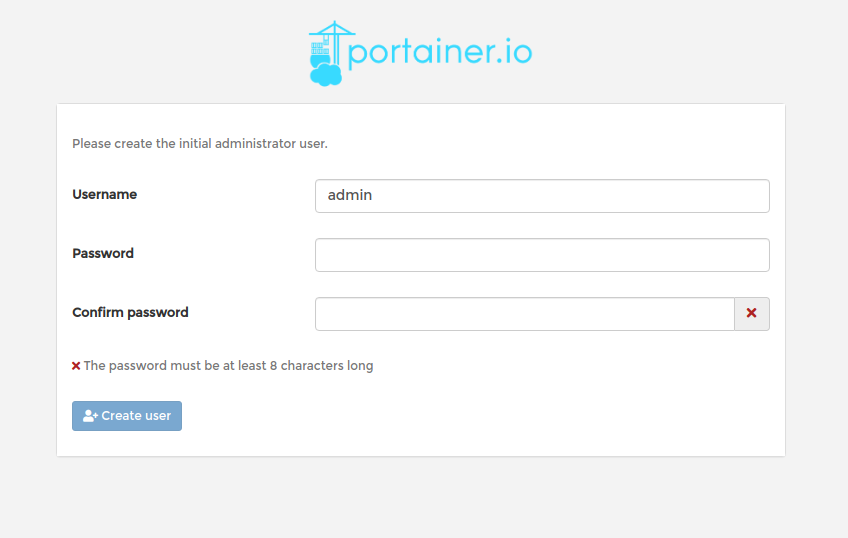 portainer.io
Please create the initial administrator user.
Username
admin
Password
Confirm password
The password must be at least 8 characters long
Create user